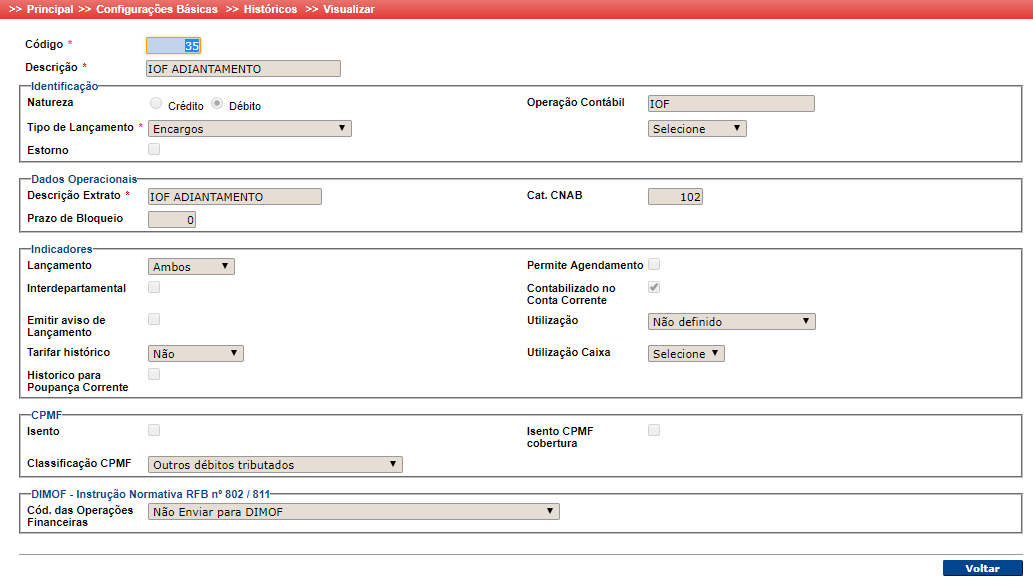 >> Principal >> Configurações Básicas >> Históricos >> Visualizar
Código * 35
Descrição * IOF ADIANTAMENTO
Identificação
Natureza Crédito Débito Operação Contábil IOF
Tipo de Lançamento * Encargos Selecione
Estorno
Dados Operacionais
Descrição Extrato * IOF ADIANTAMENTO Cat. CNAB 102
Prazo de Bloqueio 0
Indicadores
Lançamento Ambos Permite Agendamento
Interdepartamental Contabilizado no
Conta Corrente
Emitir aviso de Utilização Não definido
Lançamento
Tarifar histórico Não Utilização Caixa Selecione
Historico para
Poupança Corrente
CPMF
Isento Isento CPMF
cobertura
Classificação CPMF Outros débitos tributados
DIMOF - Instrução Normativa RFB nº 802 / 811
Cód. das Operações Não Enviar para DIMOF
Financeiras
Voltar